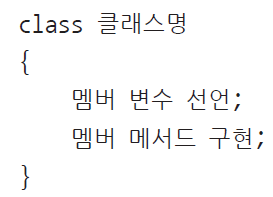 class 클래스명
{
멤버 변수 선언;
멤버 메서드 구현;
}